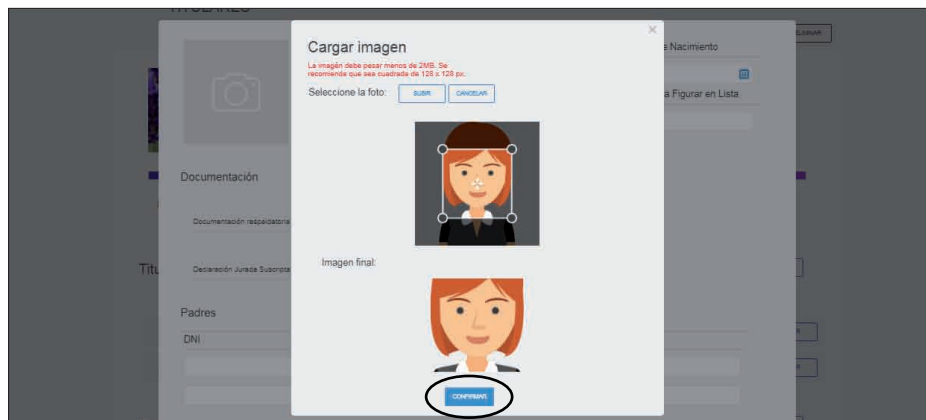 TITULARES
ELIMINAR
×
Cargar imagen
e Nacimiento
La imagén debe pesar menos de 2MB. Se
recomienda que sea cuadrada de 128 x 128 px.
Seleccione la foto:
SUBIR
CANCELAR
a Figurar en Lista
Documentación
Documentación respaldatoria
Imagen final:
Titu
Declaración Jurada Suscripta
Padres
DNI
CONFIRMAR